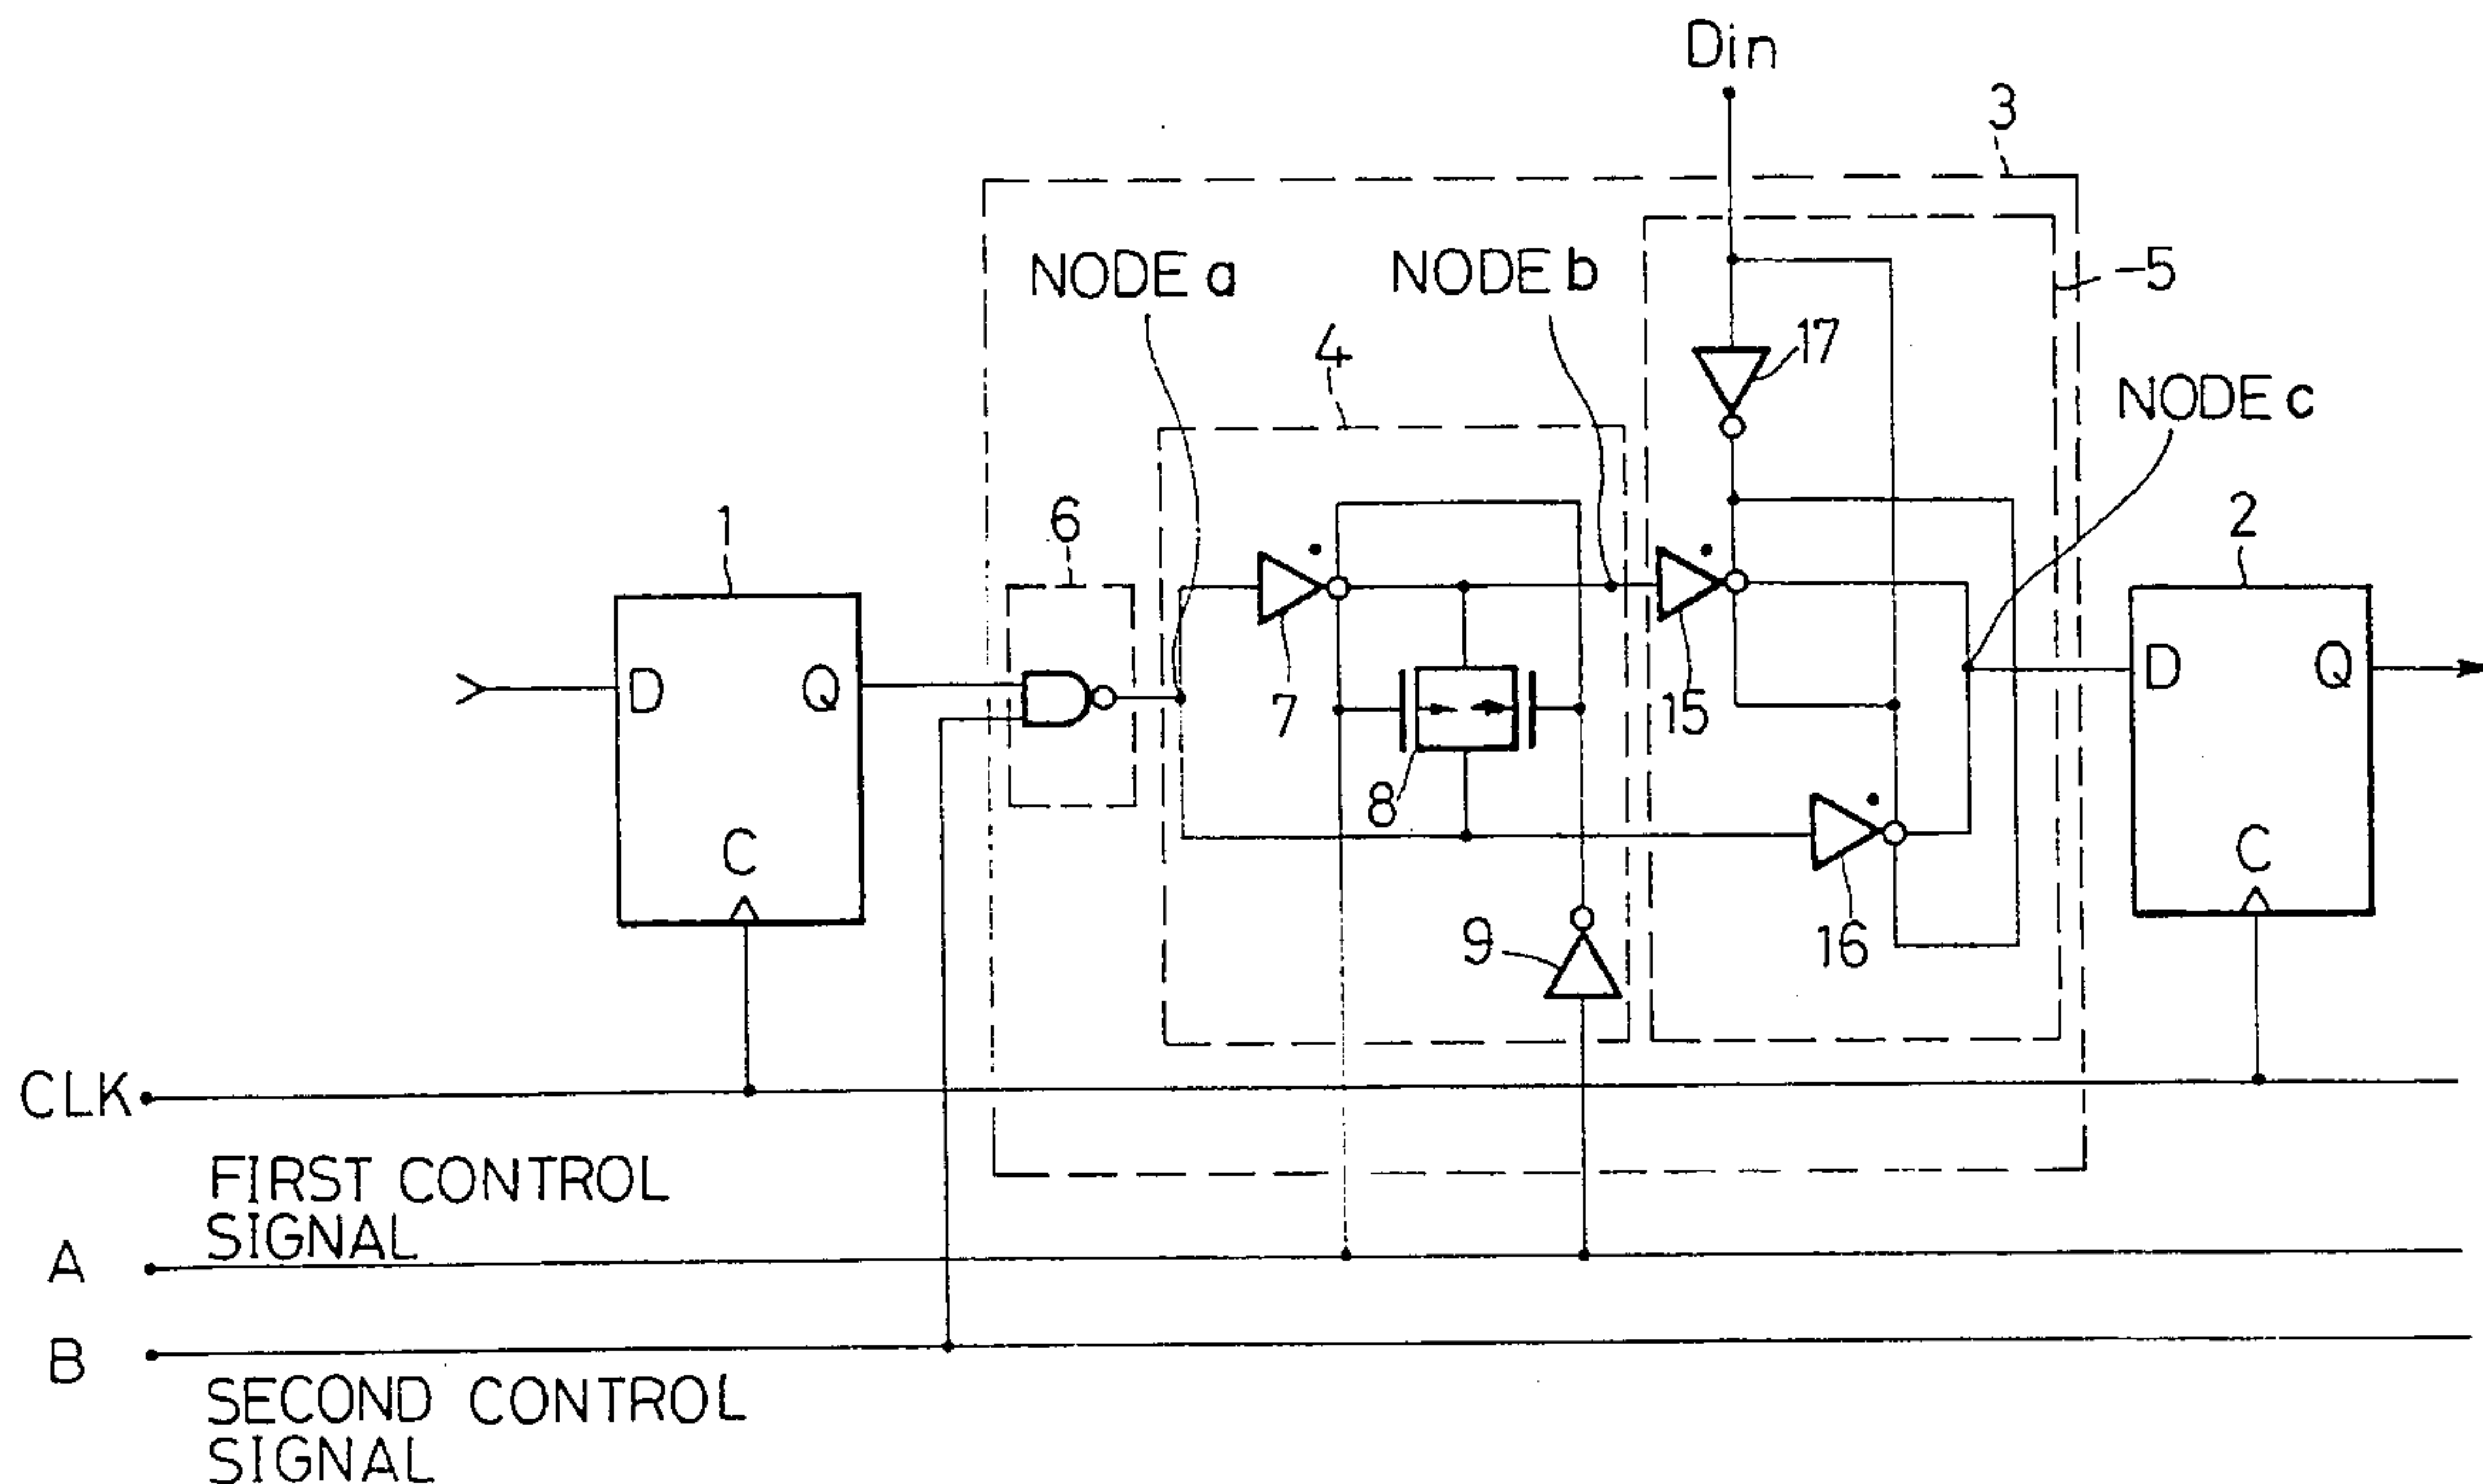 Din
3
NODE a
NODE b
5
4
17
NODE c
1
6
2
D
Q
7
15
D
Q
8
C
C
9
16
CLK
FIRST CONTROL
SIGNAL
A
B
SECOND CONTROL
SIGNAL